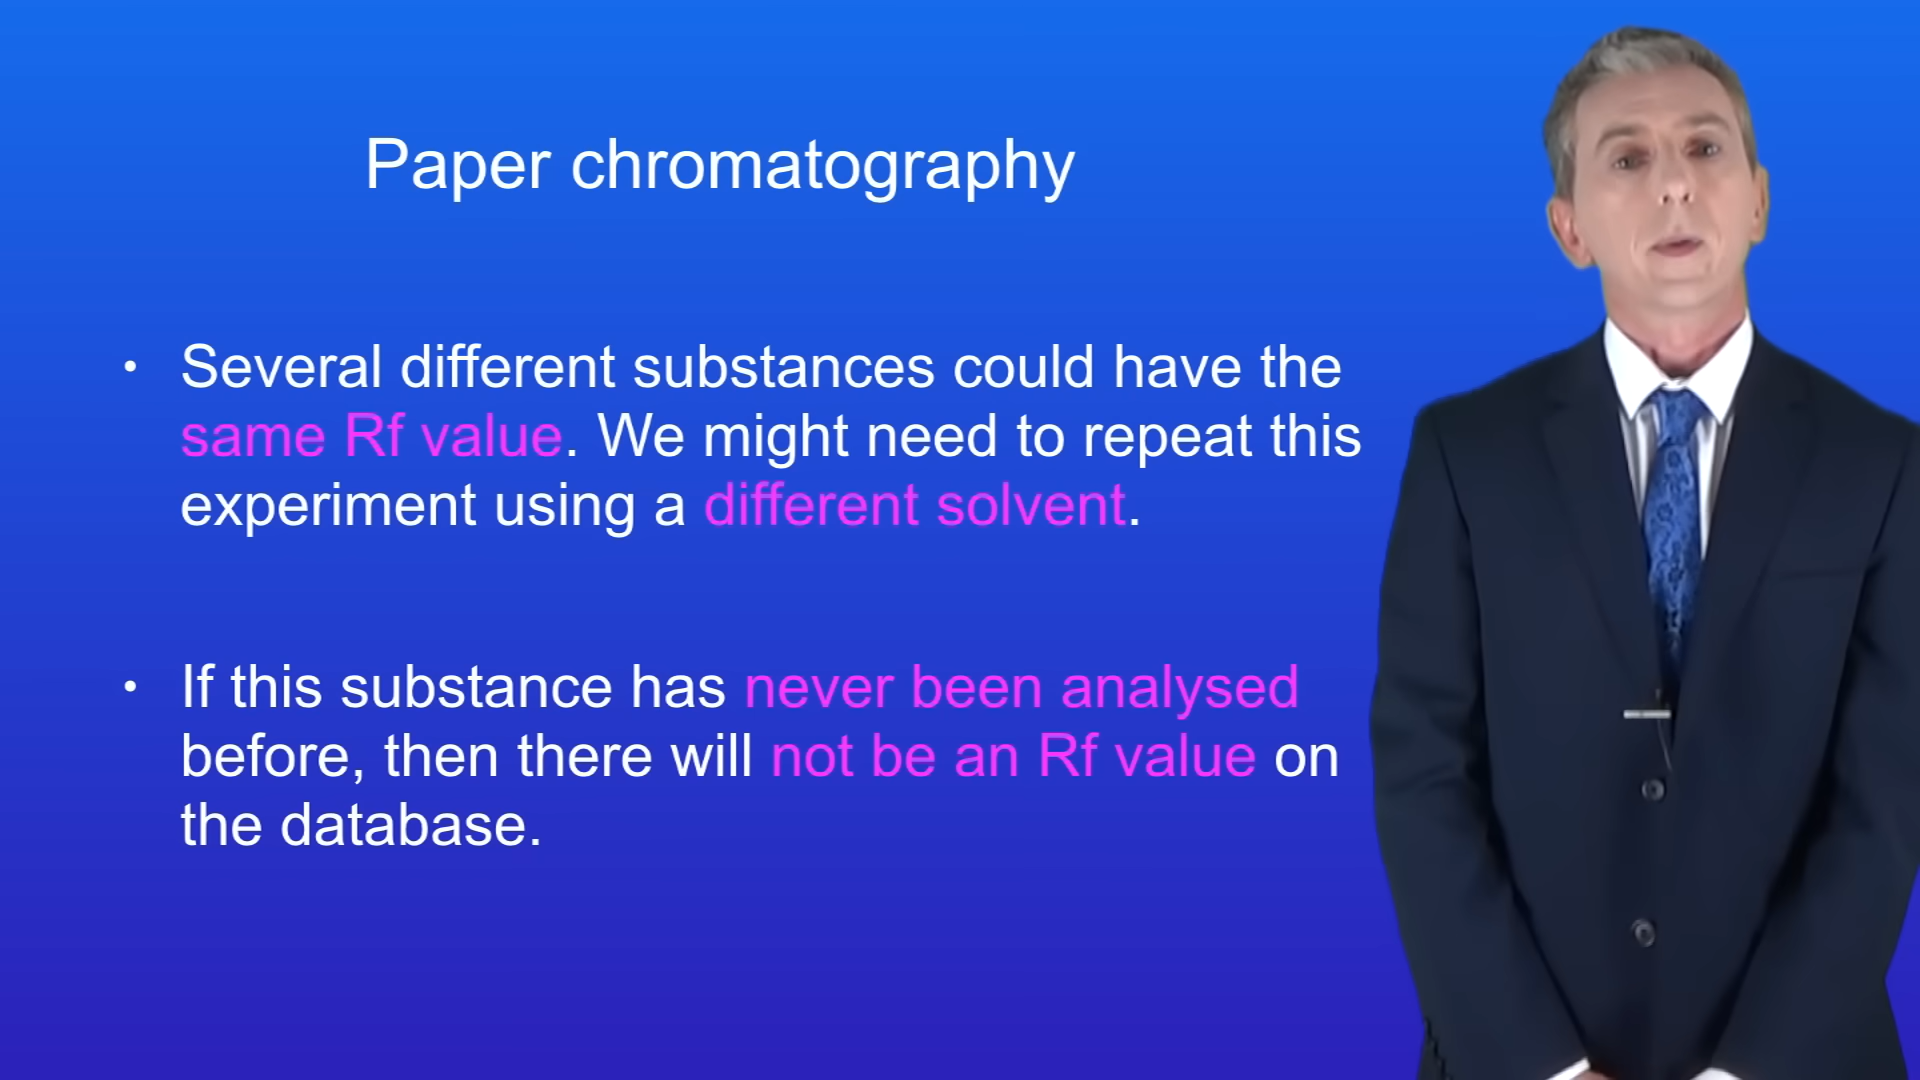 Paper chromatography
• Several different substances could have the
same Rf value. We might need to repeat this
experiment using a different solvent.
• If this substance has never been analysed
before, then there will not be an Rf value on
the database.